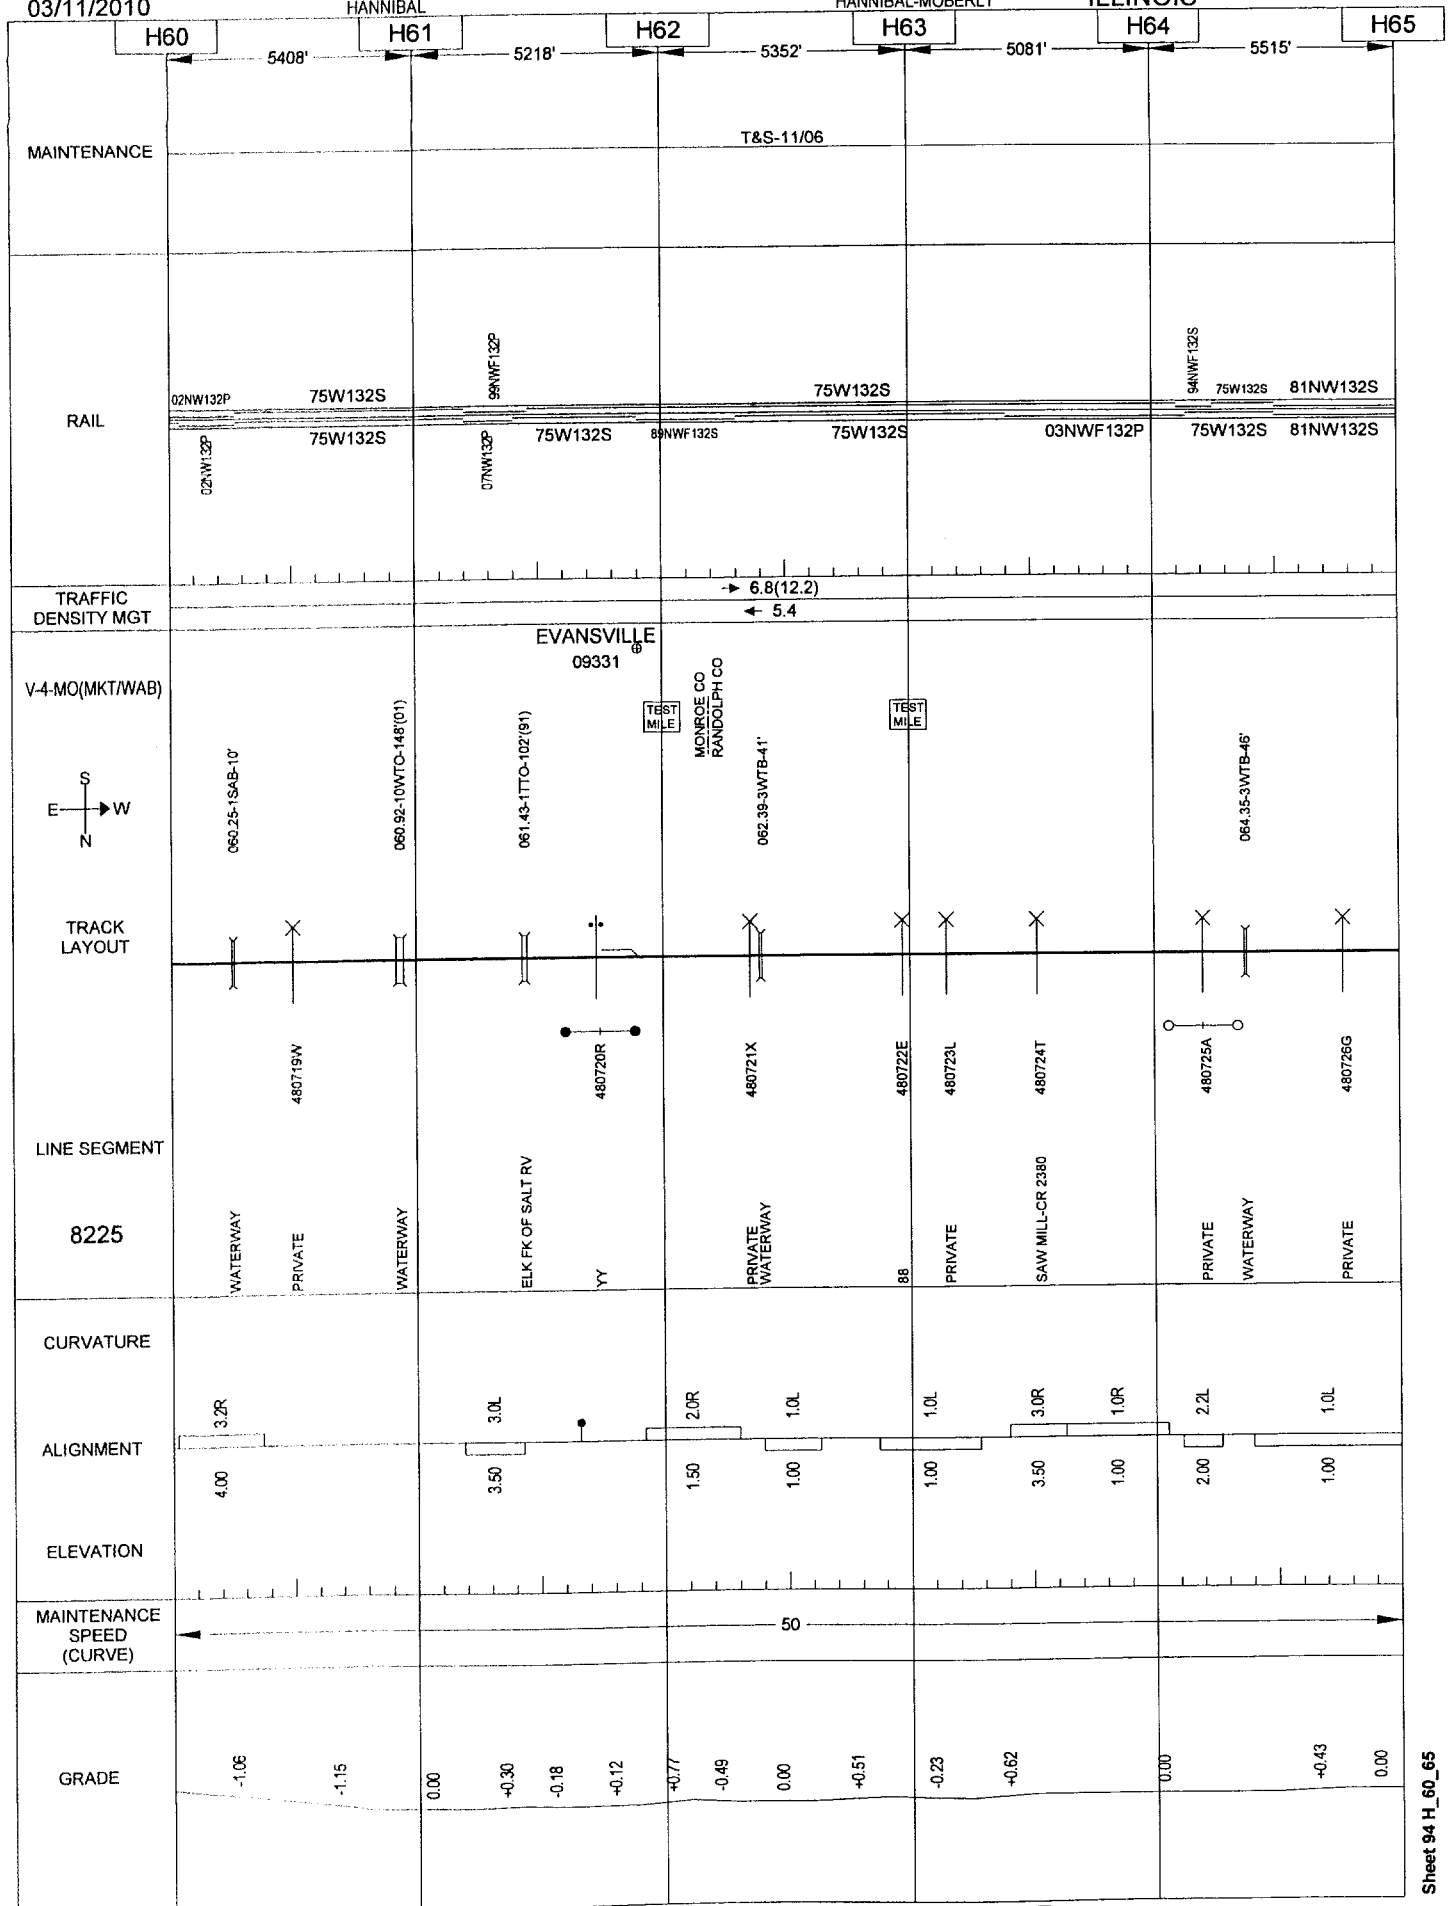 03/11/2010
HANNIBAL
HANNIBAL-MOBERLY
ILLINOIS
H60
H61
H62
H63
H64
H65
5408'
5218'
5352'
5081'
5515'
MAINTENANCE
T&S-11/06
RAIL
02NW132P
75W132S
99NWF132P
75W132S
94NWF132S
75W132S
81NW132S
02NW132P
75W132S
07NW132P
75W132S
89NWF132S
75W132S
03NWF132P
75W132S
81NW132S
TRAFFIC
DENSITY MGT
6.8(12.2)
5.4
V-4-MO(MKT/WAB)
EVANSVILLE
09331
TEST
MILE
MONROE CO
RANDOLPH CO
TEST
MILE
S
E
W
N
060.25-1SAB-10'
060.92-10WTO-148'(01)
061.43-1TTO-102'(91)
062.39-3WTB-41'
064.35-3WTB-46'
TRACK
LAYOUT
480719W
480720R
480721X
480722E
480723L
480724T
480725A
480726G
LINE SEGMENT
8225
WATERWAY
PRIVATE
WATERWAY
ELK FK OF SALT RV
YY
PRIVATE
WATERWAY
88
PRIVATE
SAW MILL-CR 2380
PRIVATE
WATERWAY
PRIVATE
CURVATURE
3.2R
3.0L
2.0R
1.0L
1.0L
3.0R
1.0R
2.2L
1.0L
ALIGNMENT
4.00
3.50
1.50
1.00
1.00
3.50
1.00
2.00
1.00
ELEVATION
MAINTENANCE
SPEED
(CURVE)
50
GRADE
-1.06
-1.15
0.00
+0.30
-0.18
+0.12
+0.77
-0.49
0.00
+0.51
-0.23
+0.62
0.00
+0.43
0.00
Sheet 94 H_60_65